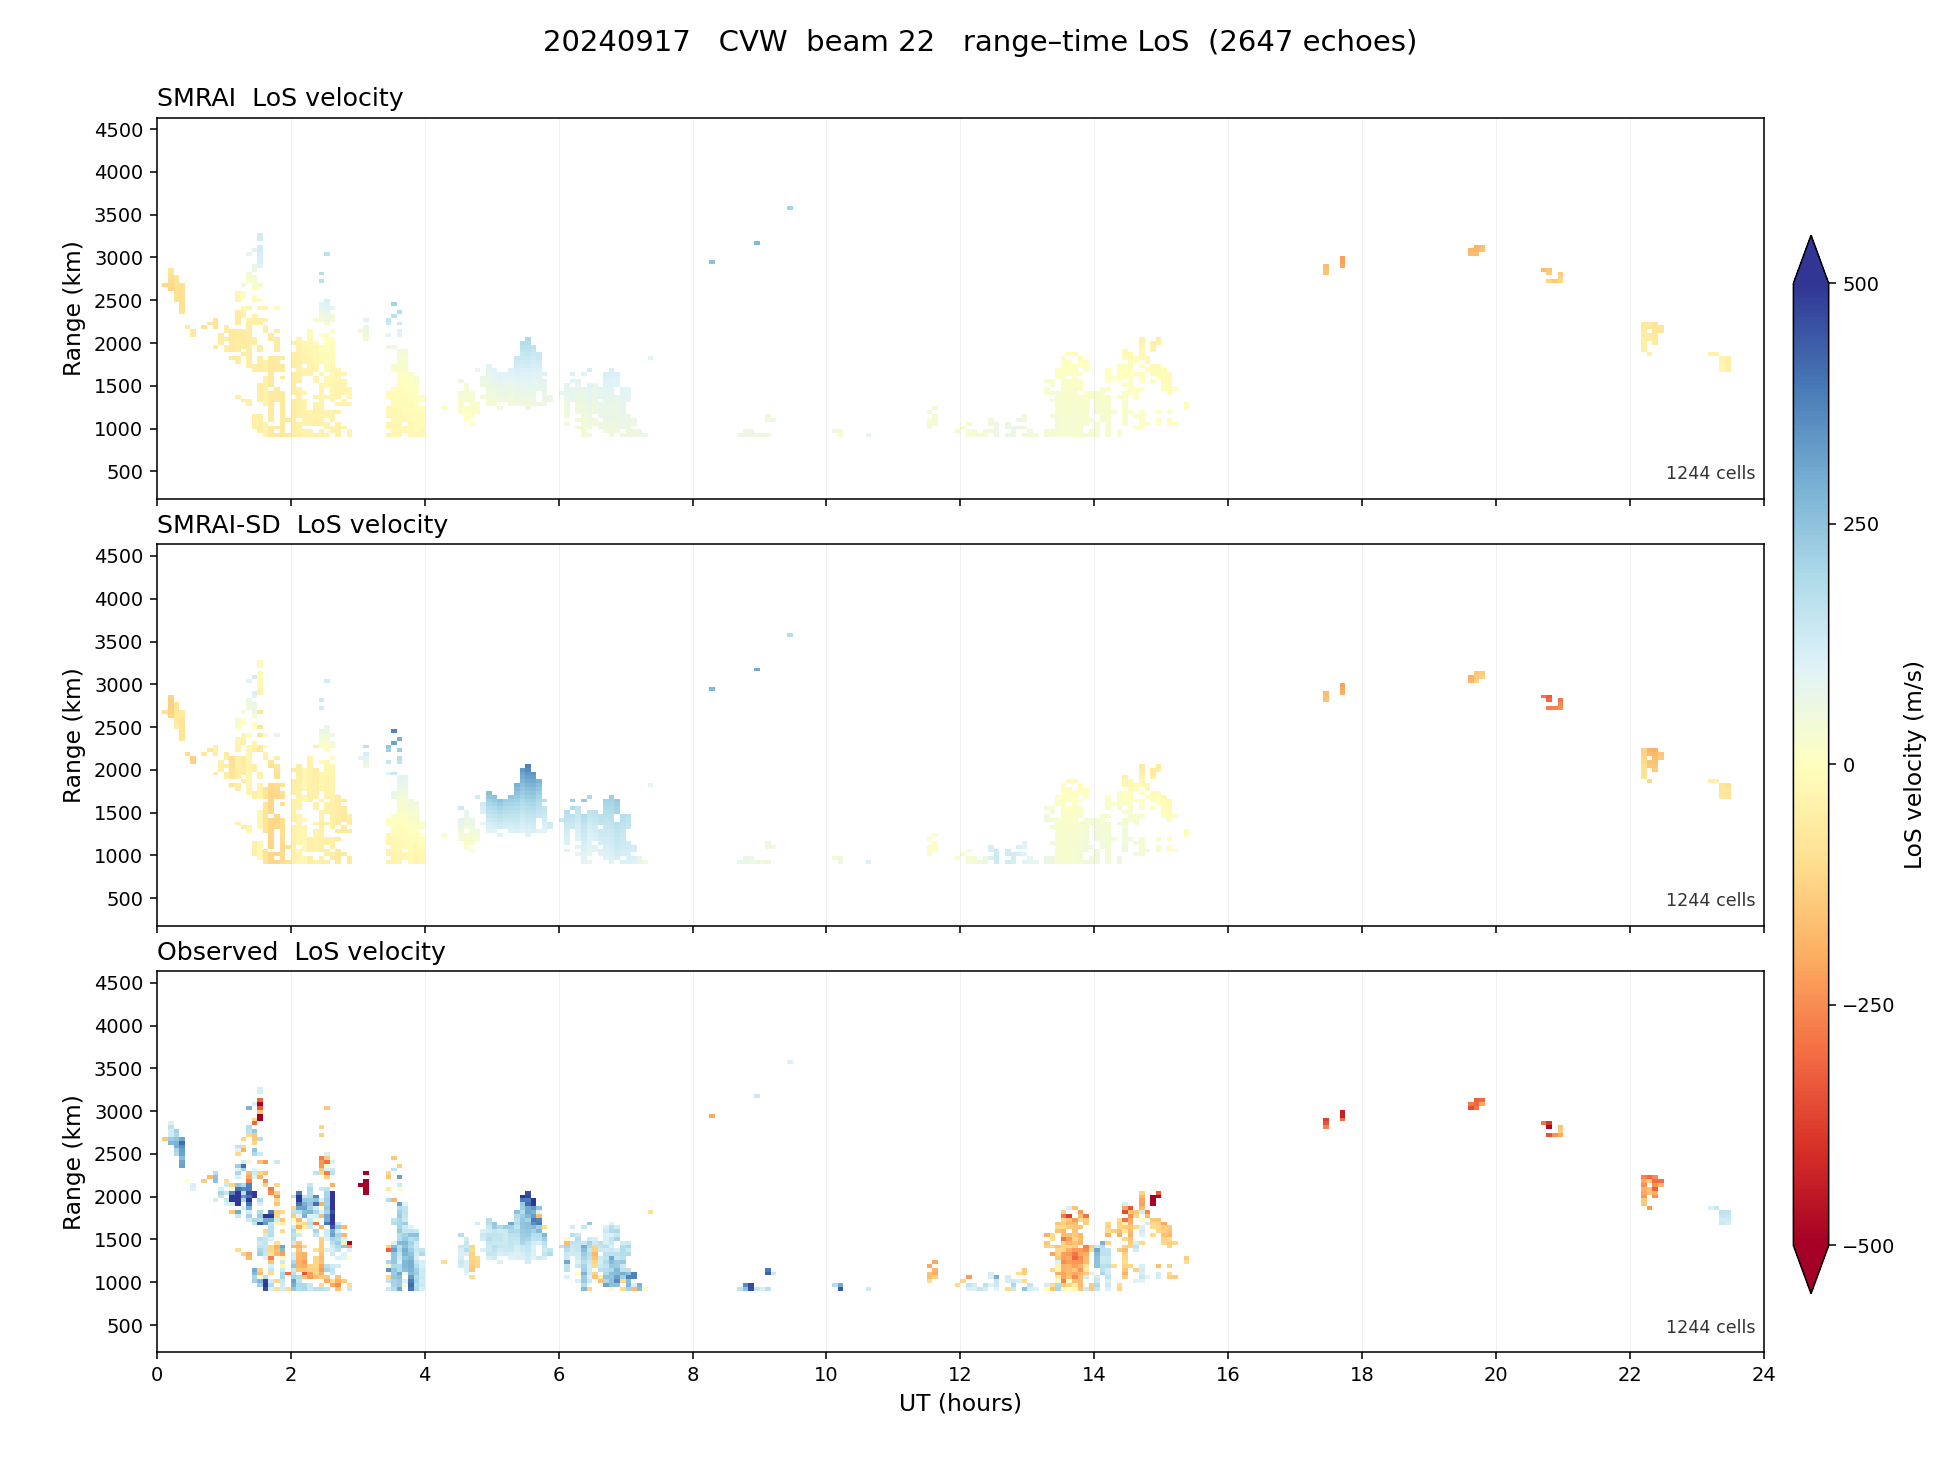 20240917   CVW  beam 22   range–time LoS  (2647 echoes)
SMRAI  LoS velocity
4500
4000
3500
3000
2500
2000
1500
1000
500
Range (km)
1244 cells
SMRAI-SD  LoS velocity
4500
4000
3500
3000
2500
2000
1500
1000
500
Range (km)
1244 cells
Observed  LoS velocity
4500
4000
3500
3000
2500
2000
1500
1000
500
Range (km)
1244 cells
0 2 4 6 8 10 12 14 16 18 20 22 24
UT (hours)
500
250
0
−250
−500
LoS velocity (m/s)